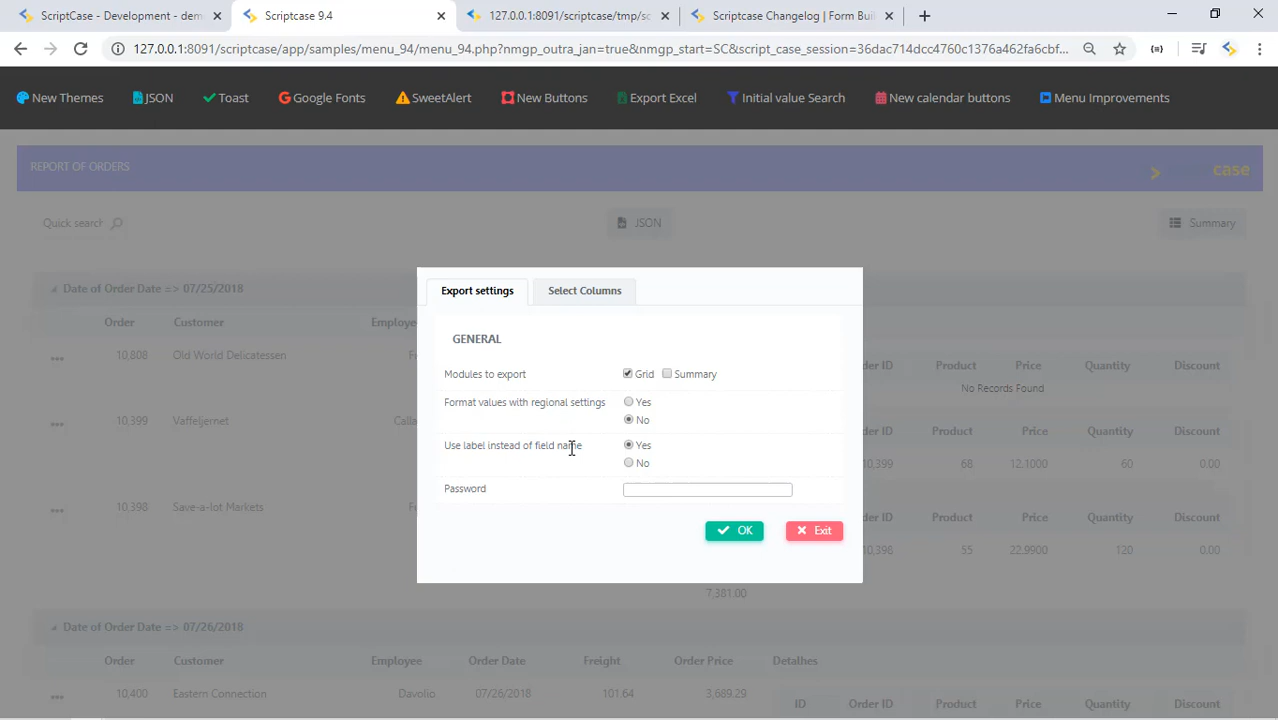 ScriptCase - Development - dem
Scriptcase 9.4
127.0.0.1:8091/scriptcase/tmp/sc
Scriptcase Changelog | Form Buil
127.0.0.1:8091/scriptcase/app/samples/menu_94/menu_94.php?nmgp_outra_jan=true&nmgp_start=SC&script_case_session=36dac714dcc4760c1376a462fa6cbf...
New Themes
JSON
Toast
Google Fonts
SweetAlert
New Buttons
Export Excel
Initial value Search
New calendar buttons
Menu Improvements
REPORT OF ORDERS
case
Quick search
JSON
Summary
Export settings
Select Columns
Date of Order Date => 07/25/2018
Order Customer Employe
GENERAL
10,808 Old World Delicatessen
der ID Product Price Quantity Discount
Modules to export Grid Summary
No Records Found
Format values with regional settings Yes
No
10,399 Vaffeljernet Calla
der ID Product Price Quantity Discount
Use label instead of field name Yes
No
10,399 68 12.1000 60 0.00
Password
10,398 Save-a-lot Markets
der ID Product Price Quantity Discount
OK Exit
10,398 55 22.9900 120 0.00
7,381.00
Date of Order Date => 07/26/2018
Order Customer Employee Order Date Freight Order Price Detalhes
10,400 Eastern Connection Davolio 07/26/2018 101.64 3,689.29
ID Order ID Product Price Quantity Discount